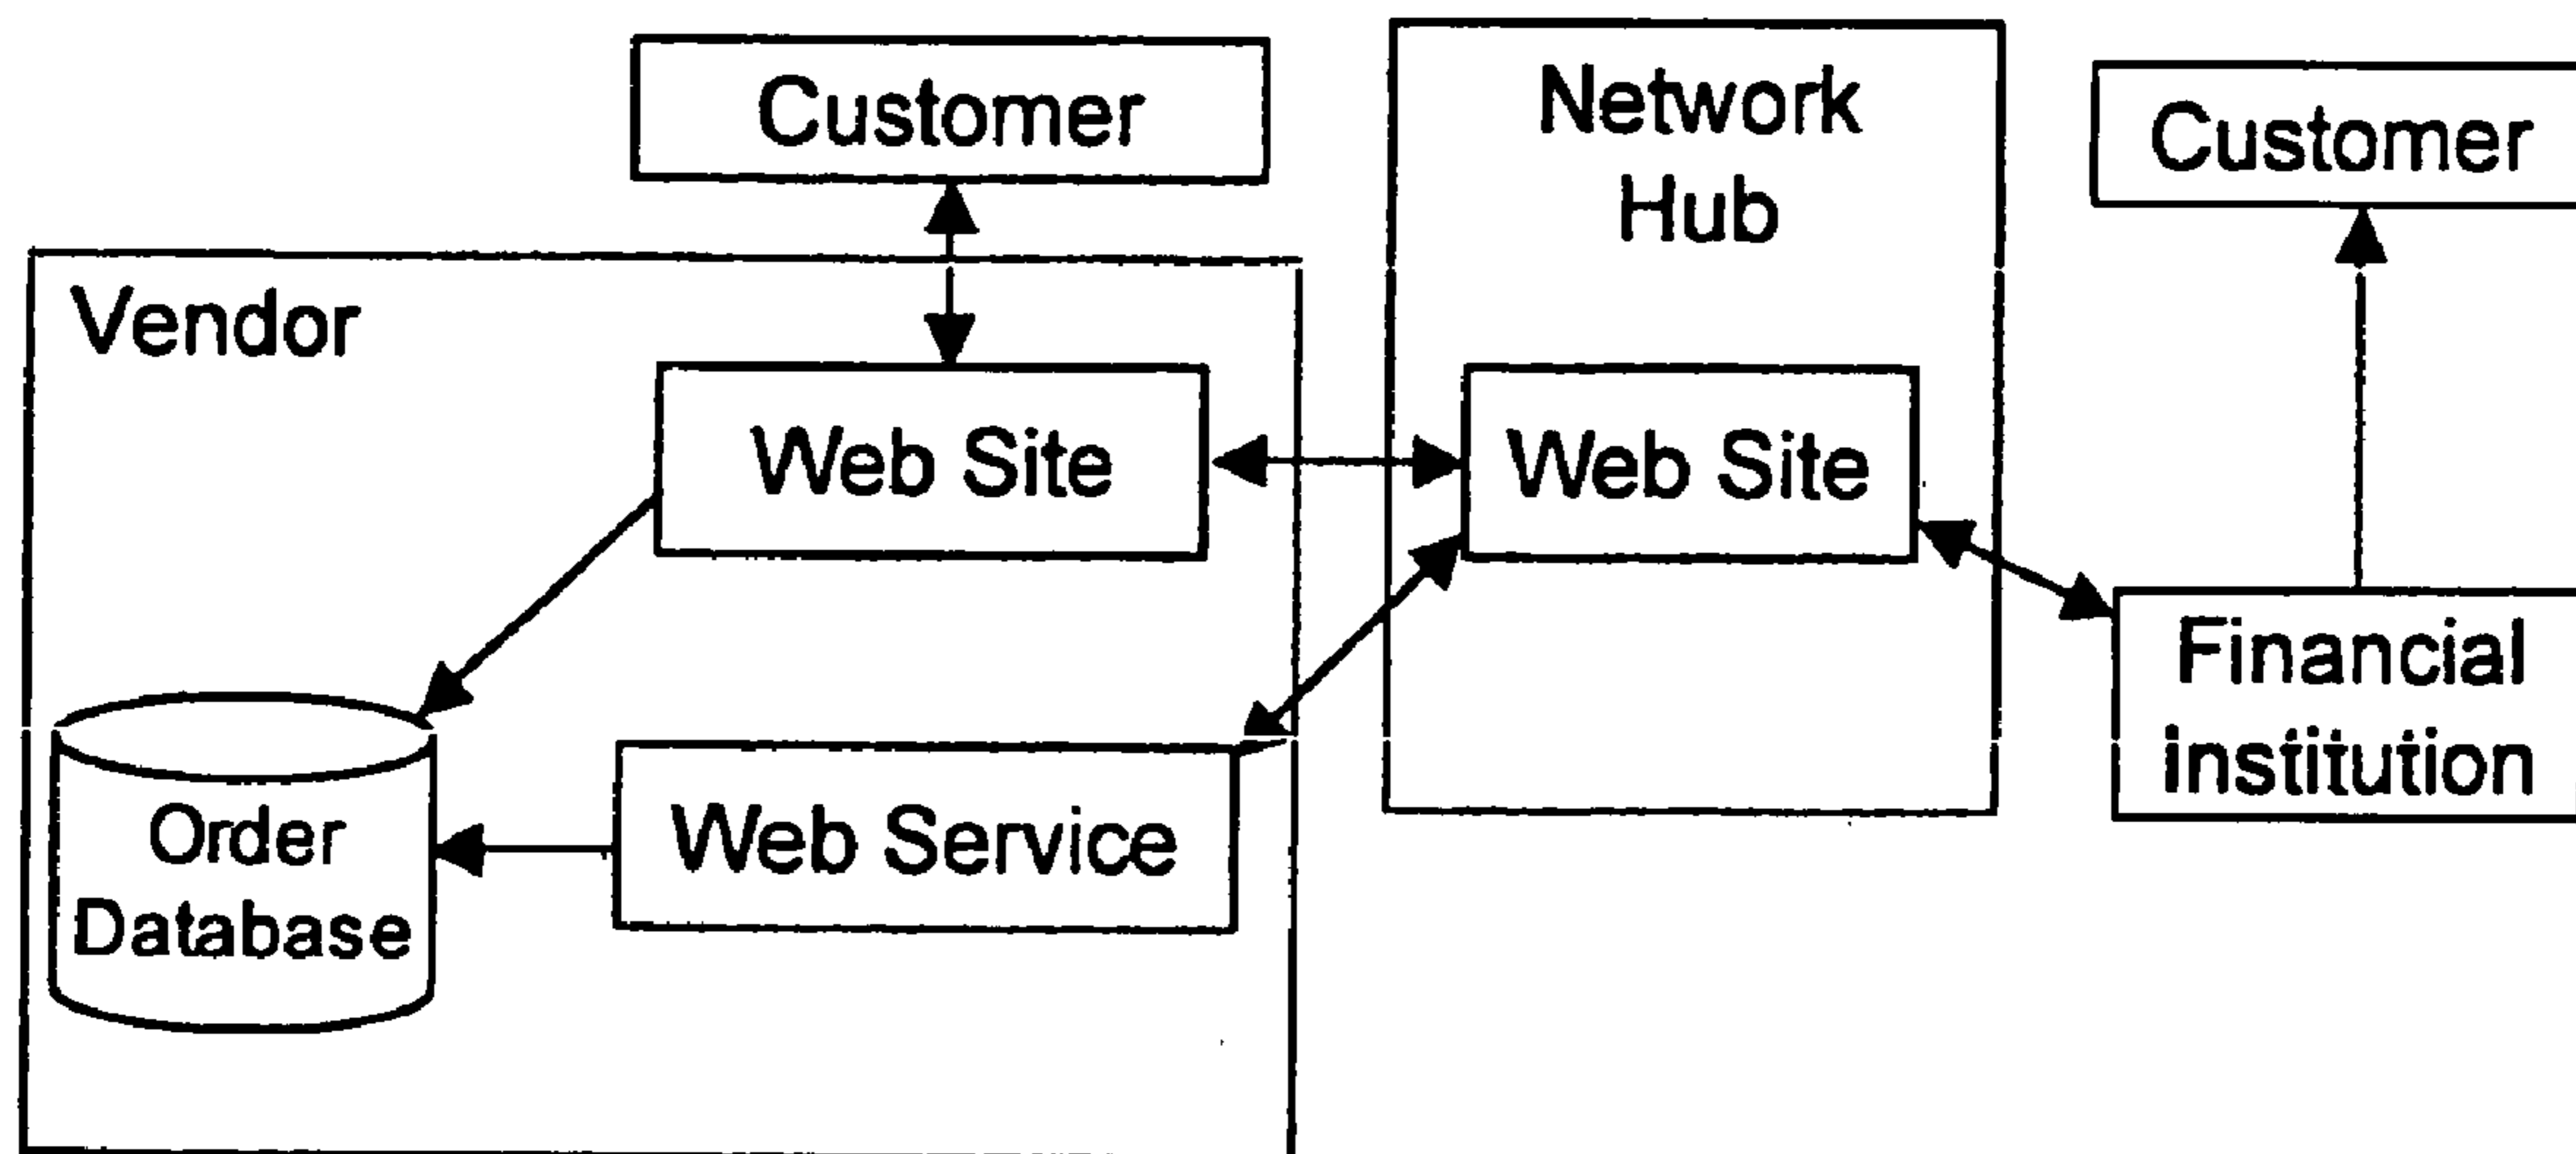 Customer
Network
Hub
Customer
Vendor
Web Site
Web Site
Financial
institution
Order
Database
Web Service